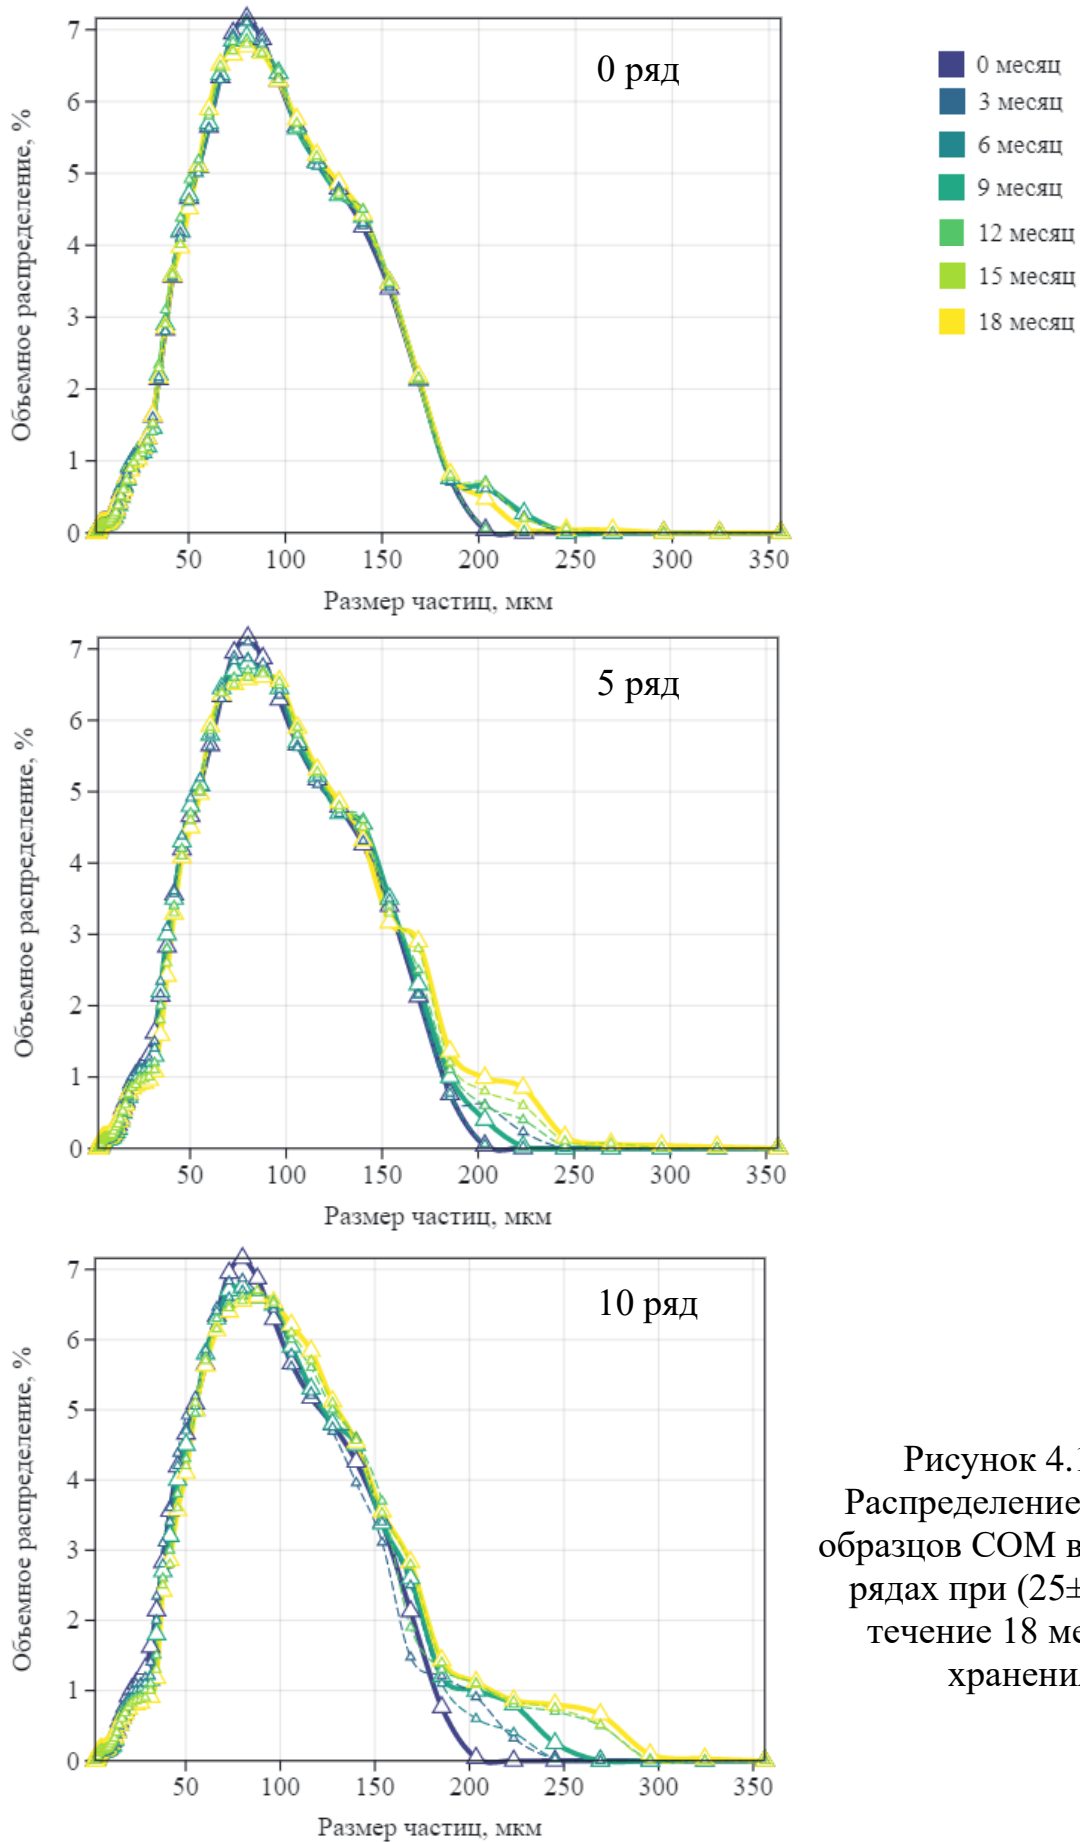 7
6
5
4
3
2
1
0
Объемное распределение, %
0 ряд
50 100 150 200 250 300 350
Размер частиц, мкм
0 месяц
3 месяц
6 месяц
9 месяц
12 месяц
15 месяц
18 месяц
7
6
5
4
3
2
1
0
Объемное распределение, %
5 ряд
50 100 150 200 250 300 350
Размер частиц, мкм
7
6
5
4
3
2
1
0
Объемное распределение, %
10 ряд
50 100 150 200 250 300 350
Размер частиц, мкм
Рисунок 4.1
Распределение
образцов СОМ в
рядах при (25±
течение 18 ме
хранения